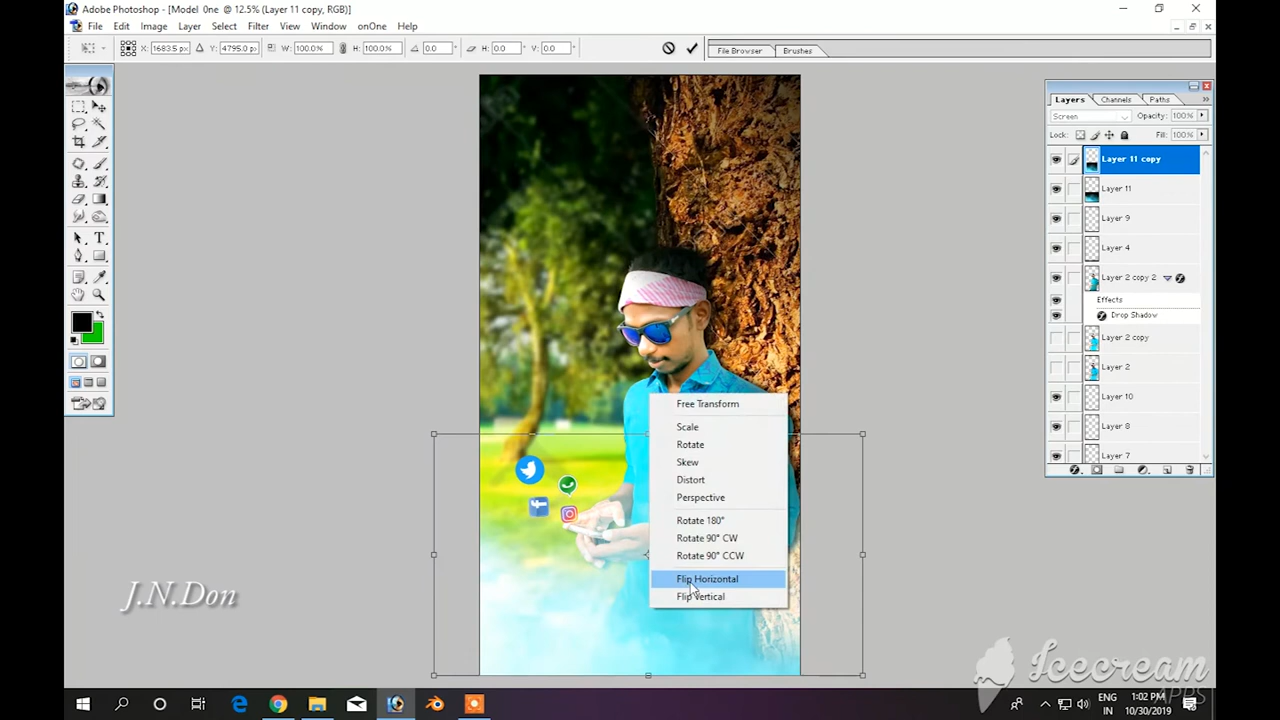 Adobe Photoshop - [Model One @ 12.5% (Layer 11 copy, RGB)]
File Edit Image Layer Select Filter View Window onOne Help
X: 1683.5 px Y: 4795.0 px W: 100.0% H: 100.0% 0.0 ° H: 0.0 ° V: 0.0 °
File Browser Brushes
Layers Channels Paths
Screen Opacity: 100%
Lock: Fill: 100%
Layer 11 copy
Layer 11
Layer 9
Layer 4
Layer 2 copy 2
Effects
Drop Shadow
Layer 2 copy
Layer 2
Layer 10
Layer 8
Layer 7
Free Transform
Scale
Rotate
Skew
Distort
Perspective
Rotate 180°
Rotate 90° CW
Rotate 90° CCW
Flip Horizontal
Flip Vertical
J.N.Don
Icecream
APPS
ENG
IN
1:02 PM
10/30/2019